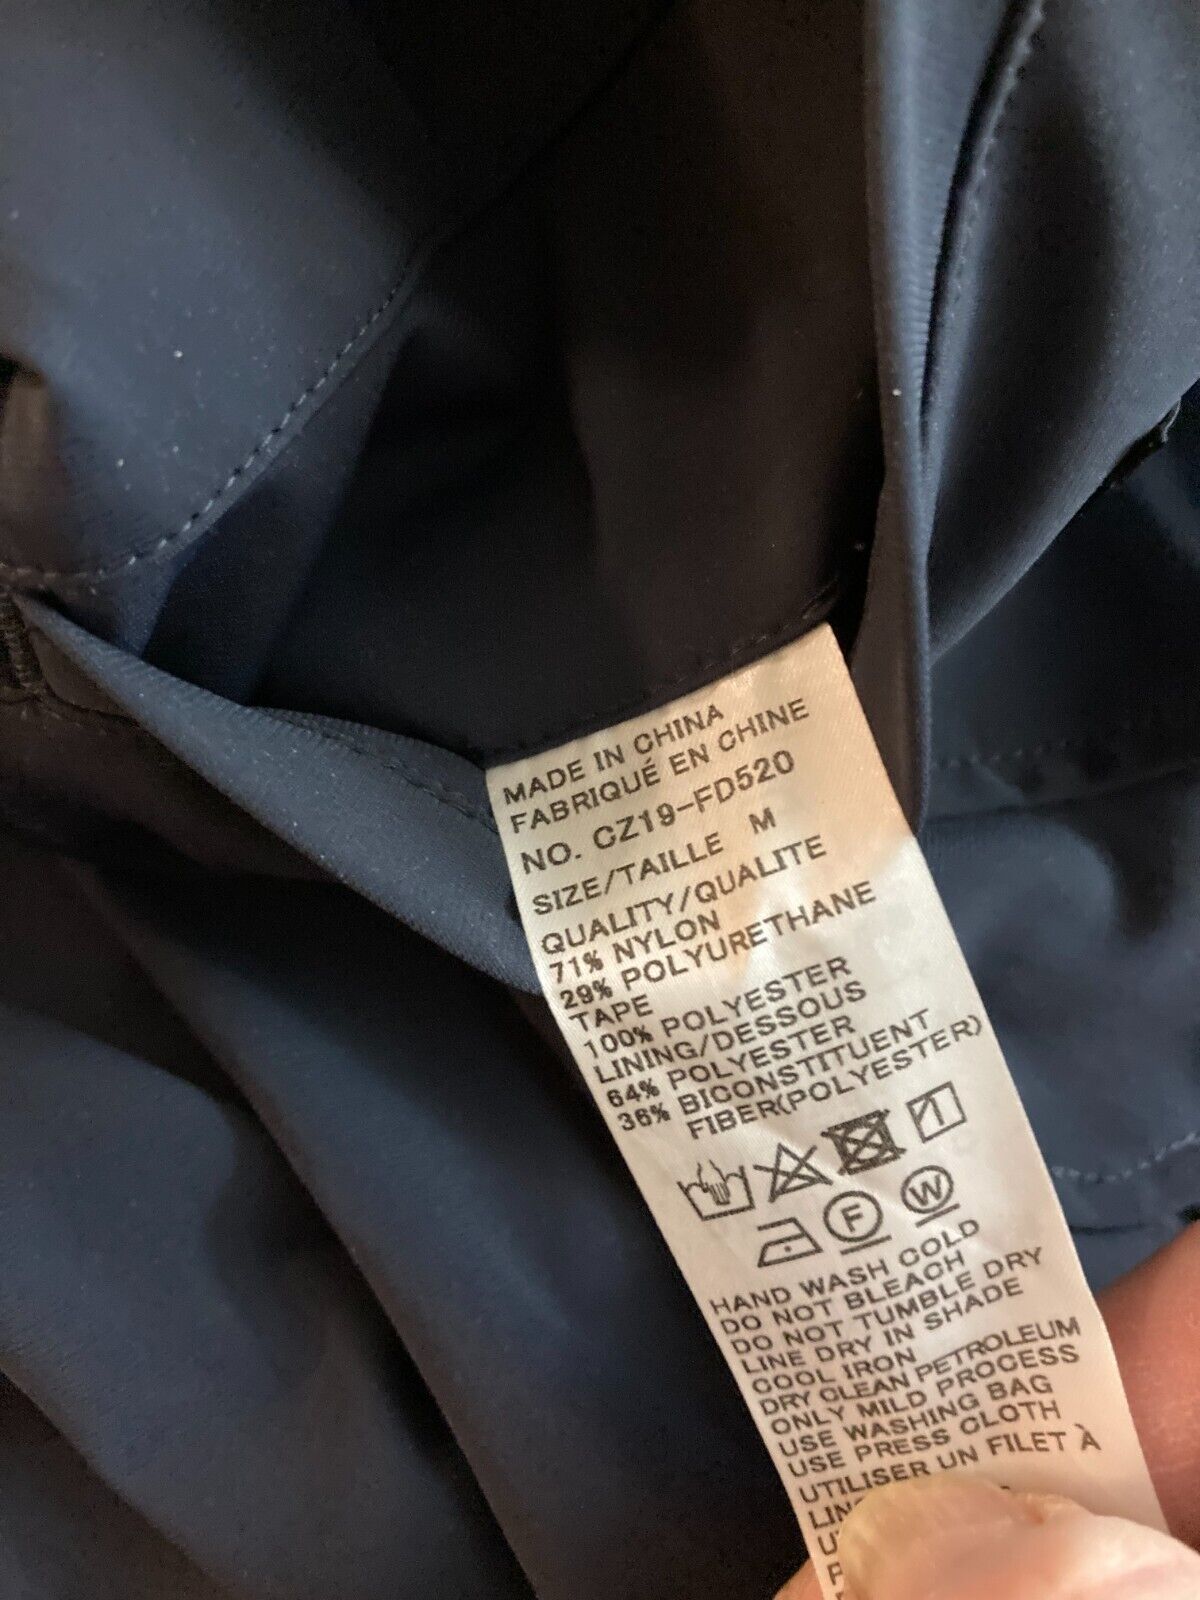 MADE IN CHINA
FABRIQUÉ EN CHINE
NO. CZ19-FD520
SIZE/TAILLE M
QUALITY/QUALITE
71% NYLON
29% POLYURETHANE
TAPE
100% POLYESTER
LINING/DESSOUS
64% POLYESTER
36% BICONSTITUENT
FIBER(POLYESTER)
F W
HAND WASH COLD
DO NOT BLEACH
DO NOT TUMBLE DRY
LINE DRY IN SHADE
COOL IRON
DRY CLEAN PETROLEUM
ONLY MILD PROCESS
USE WASHING BAG
USE PRESS CLOTH
UTILISER UN FILET À